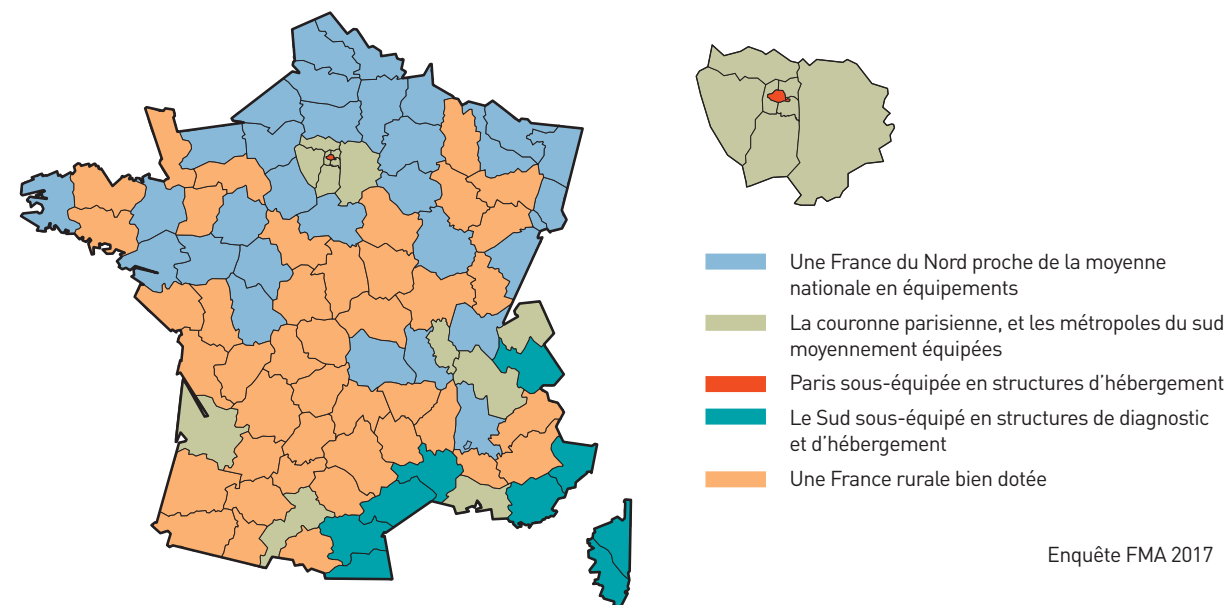 Une France du Nord proche de la moyenne
nationale en équipements
La couronne parisienne, et les métropoles du sud
moyennement équipées
Paris sous-équipée en structures d'hébergement
Le Sud sous-équipé en structures de diagnostic
et d'hébergement
Une France rurale bien dotée
Enquête FMA 2017